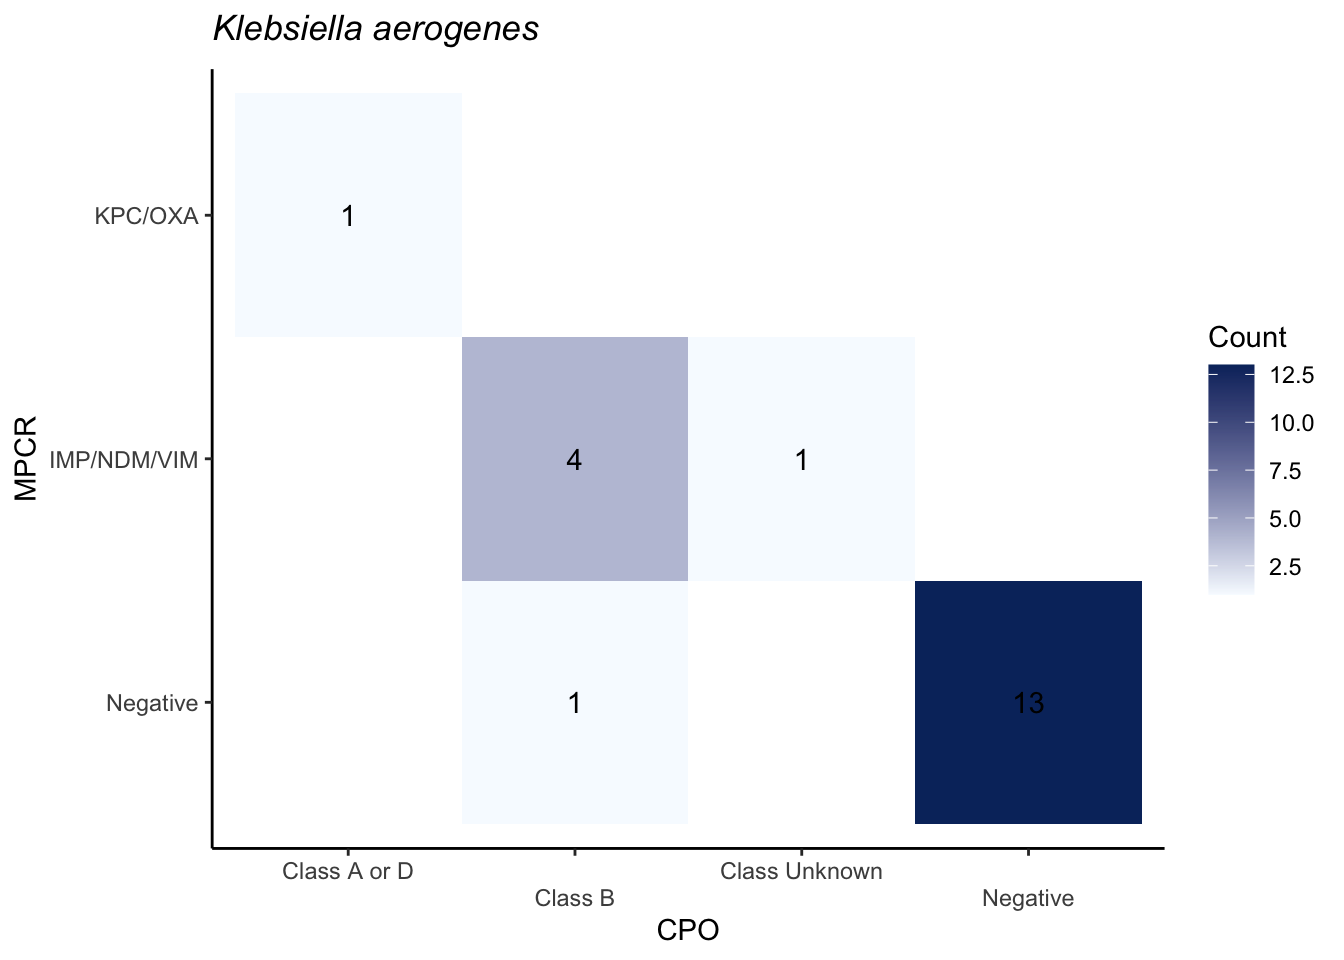 Klebsiella aerogenes
MPCR
KPC/OXA
1
IMP/NDM/VIM
4
1
Negative
1
13
Class A or D
Class B
Class Unknown
Negative
CPO
Count
12.5
10.0
7.5
5.0
2.5